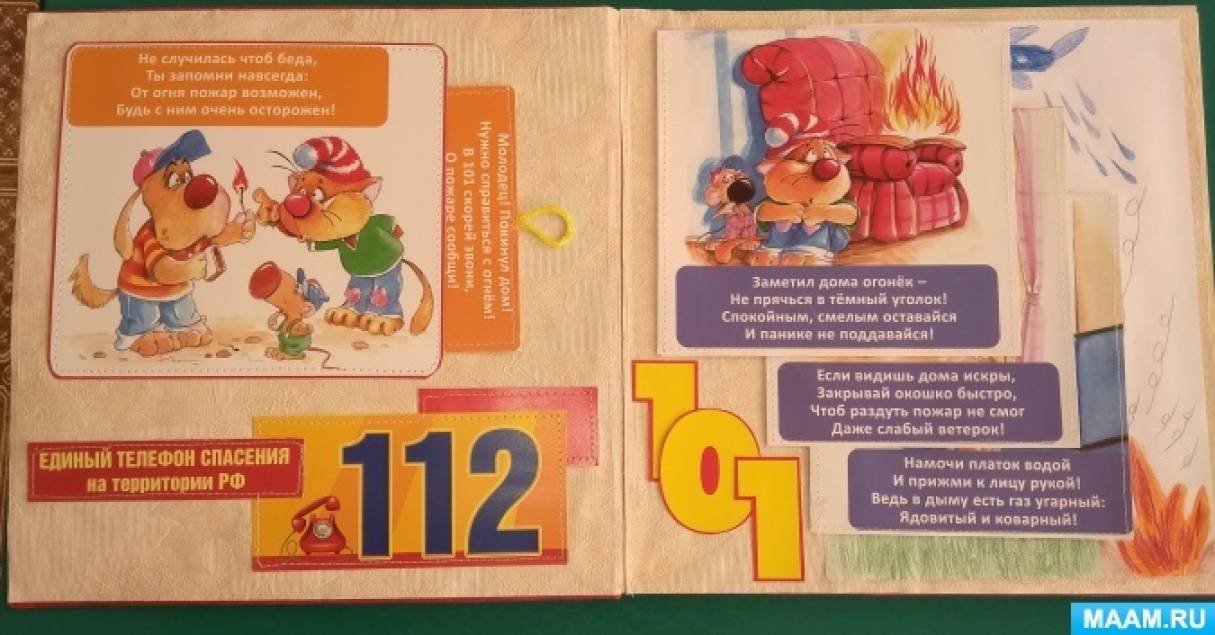 Не случилась чтоб беда,
Ты запомни навсегда:
От огня пожар возможен,
Будь с ним очень осторожен!
Молодец! Покинул дом!
Нужно справиться с огнём!
В 101 скорей звони,
О пожаре сообщи!
ЕДИНЫЙ ТЕЛЕФОН СПАСЕНИЯ
на территории РФ
112
Заметил дома огонёк –
Не прячься в тёмный уголок!
Спокойным, смелым оставайся
И панике не поддавайся!
101
Если видишь дома искры,
Закрывай окошко быстро,
Чтоб раздуть пожар не смог
Даже слабый ветерок!
Намочи платок водой
И прижми к лицу рукой!
Ведь в дыму есть газ угарный:
Ядовитый и коварный!
MAAM.RU